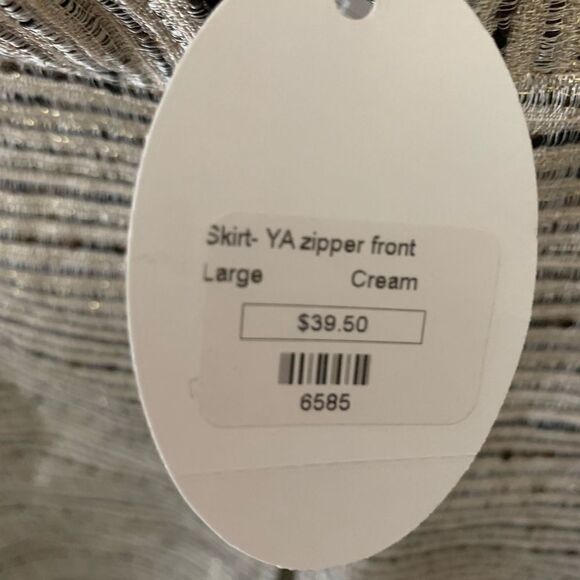 Skirt- YA zipper front
Large Cream
$39.50
6585